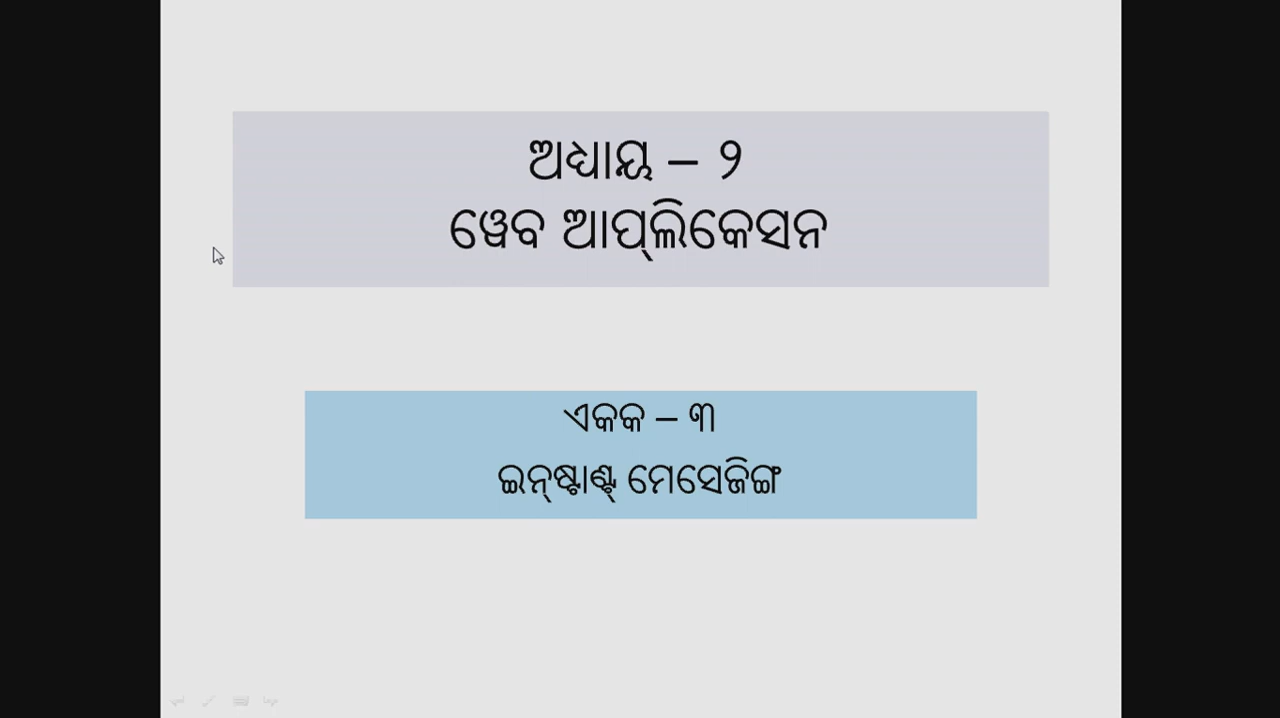 ଅଧ୍ୟାୟ – ୨
ୱେବ ଆପ୍‌ଲିକେସନ
ଏକକ – ୩
ଇନ୍‌ଷ୍ଟାଣ୍ଟ୍ ମେସେଜିଙ୍ଗ